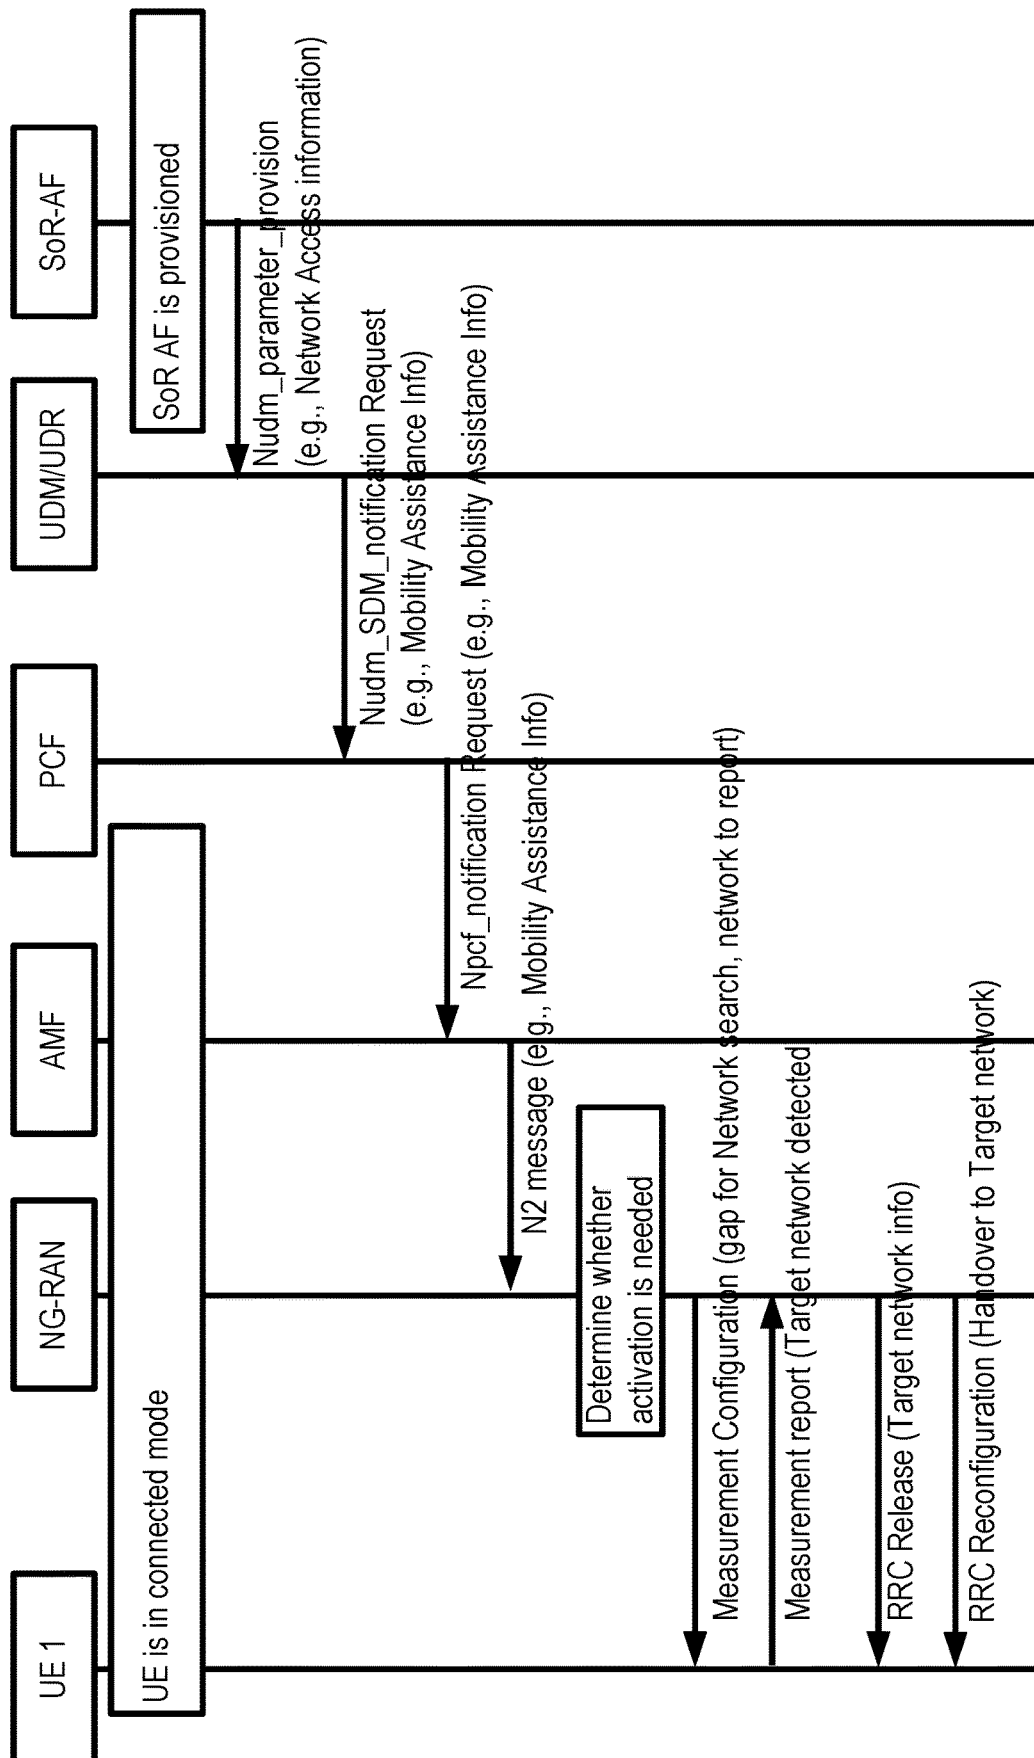 UE 1
NG-RAN
AMF
PCF
UDM/UDR
SoR-AF
UE is in connected mode
SoR AF is provisioned
Nudm_parameter_provision
(e.g., Network Access information)
Nudm_SDM_notification Request
(e.g., Mobility Assistance Info)
Npcf_notification Request (e.g., Mobility Assistance Info)
N2 message (e.g., Mobility Assistance Info)
Determine whether
activation is needed
Measurement Configuration (gap for Network search, network to report)
Measurement report (Target network detected
RRC Release (Target network info)
RRC Reconfiguration (Handover to Target network)